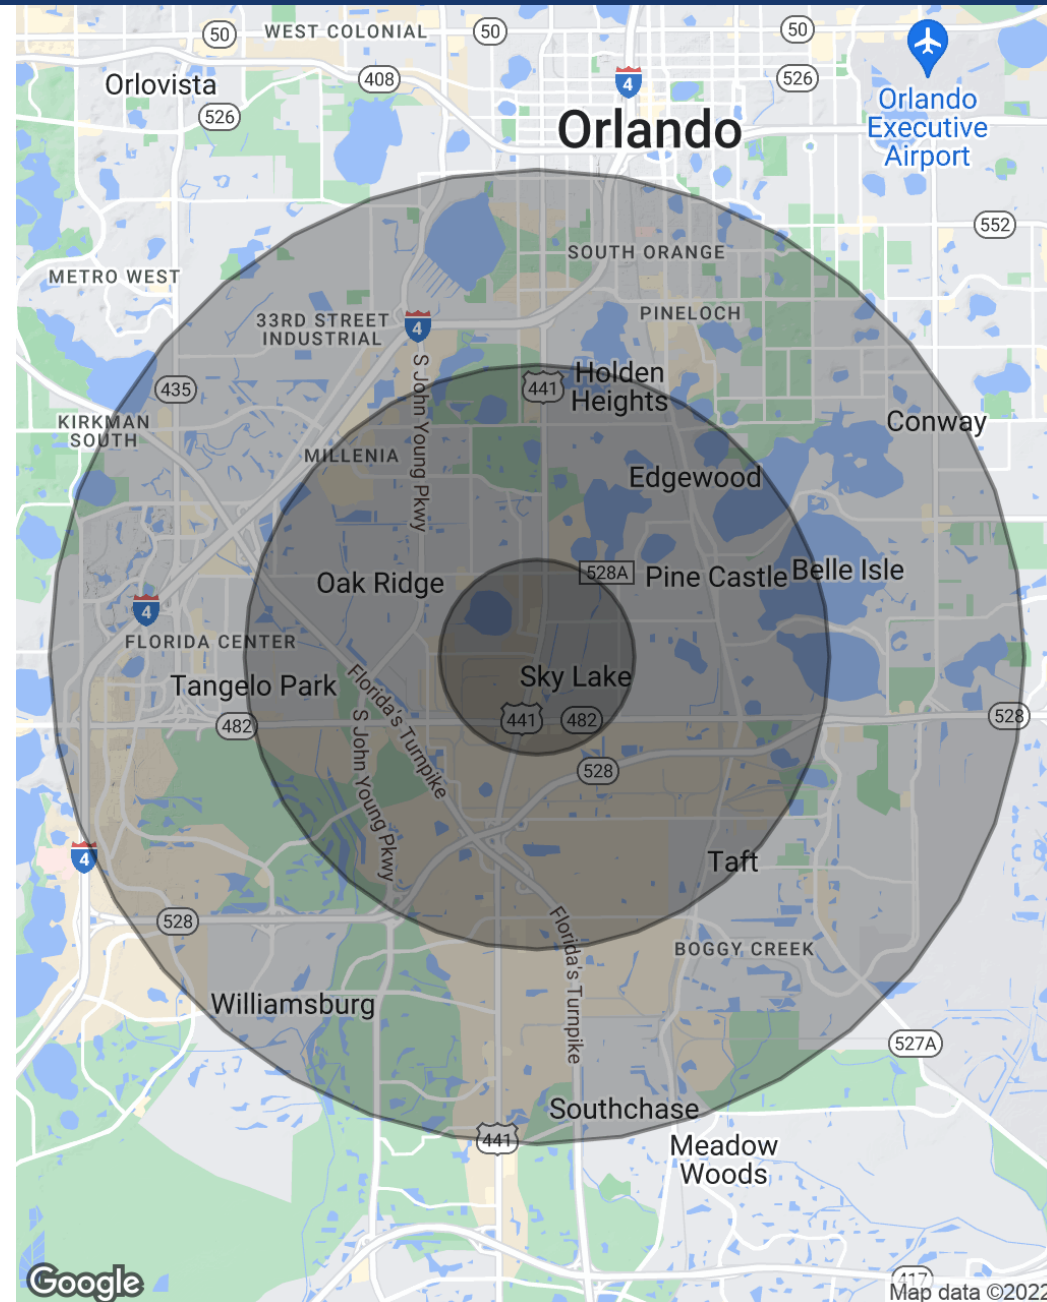 50
WEST COLONIAL
50
50
Orlovista
408
4
526
526
Orlando
Orlando
Executive
Airport
552
SOUTH ORANGE
METRO WEST
33RD STREET
INDUSTRIAL
4
PINELOCH
435
S John Young Pkwy
441
Holden
Heights
KIRKMAN
SOUTH
Conway
MILLENIA
Edgewood
Oak Ridge
528A
Pine Castle
Belle Isle
4
FLORIDA CENTER
Tangelo Park
Florida's Turnpike
Sky Lake
482
S John Young Pkwy
441
482
528
528
4
Taft
528
Florida's Turnpike
BOGGY CREEK
Williamsburg
527A
Southchase
441
Meadow
Woods
417
Google
Map data ©2022